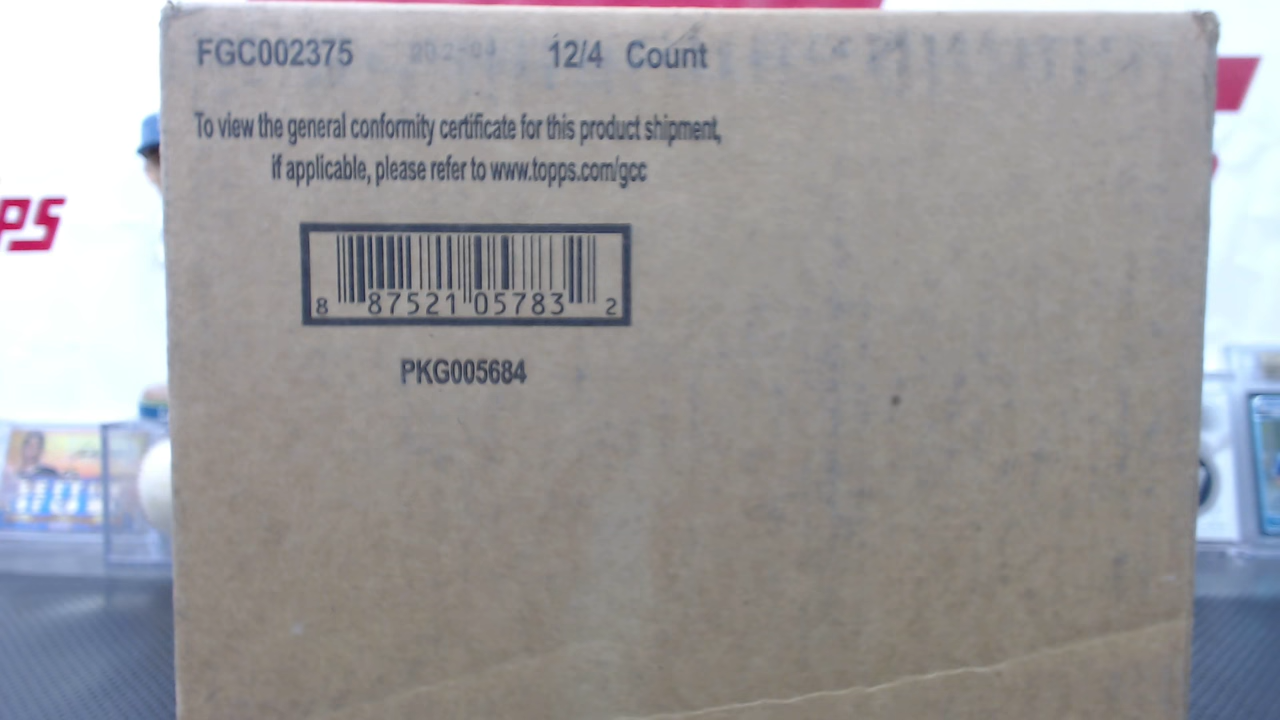 FGC002375 12/4 Count
To view the general conformity certificate for this product shipment,
if applicable, please refer to www.topps.com/gcc
8 87521 05783 2
PKG005684
PS